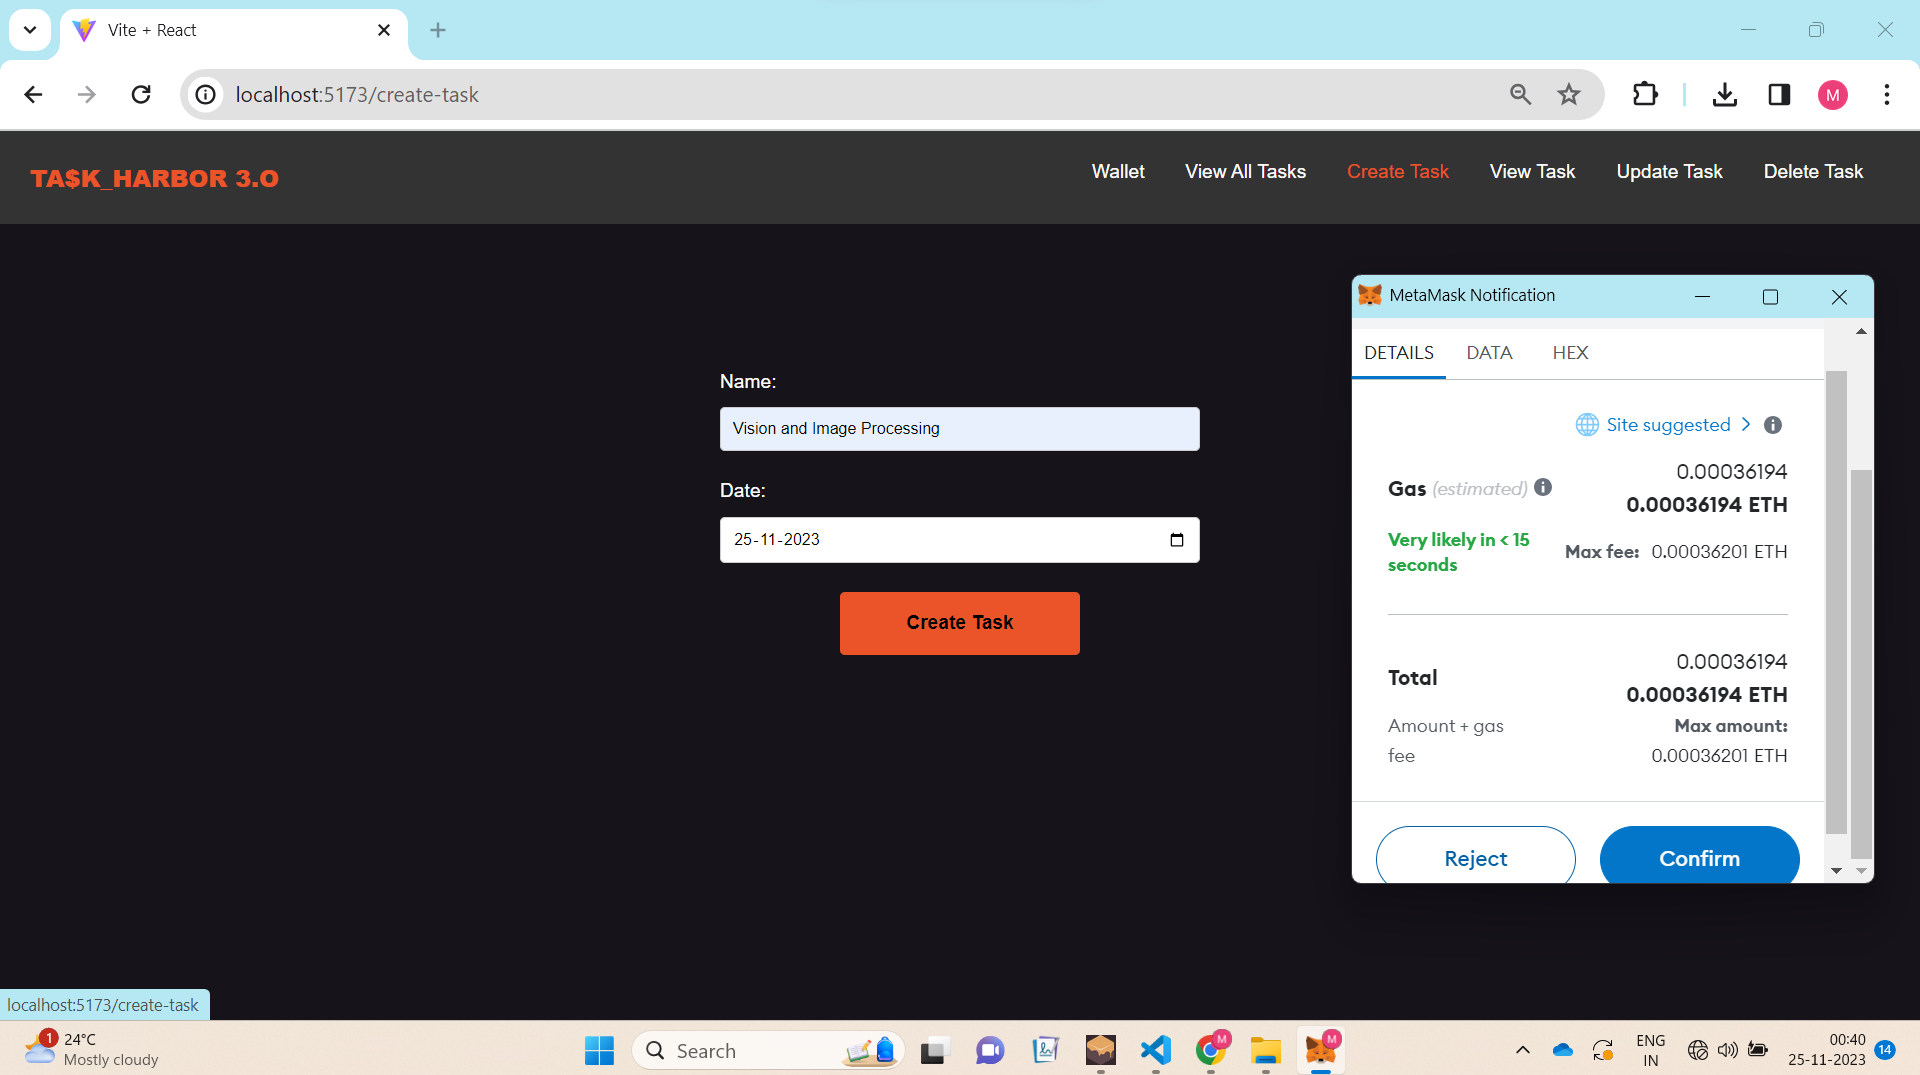 Vite + React
localhost:5173/create-task
M
TA$K_HARBOR 3.O
Wallet
View All Tasks
Create Task
View Task
Update Task
Delete Task
Name:
Vision and Image Processing
Date:
25-11-2023
Create Task
MetaMask Notification
DETAILS
DATA
HEX
Site suggested
Gas (estimated)
0.00036194
0.00036194 ETH
Very likely in < 15
seconds
Max fee: 0.00036201 ETH
Total
0.00036194
0.00036194 ETH
Amount + gas
fee
Max amount:
0.00036201 ETH
Reject
Confirm
localhost:5173/create-task
1
24°C
Mostly cloudy
Search
M
M
ENG
IN
00:40
25-11-2023
14